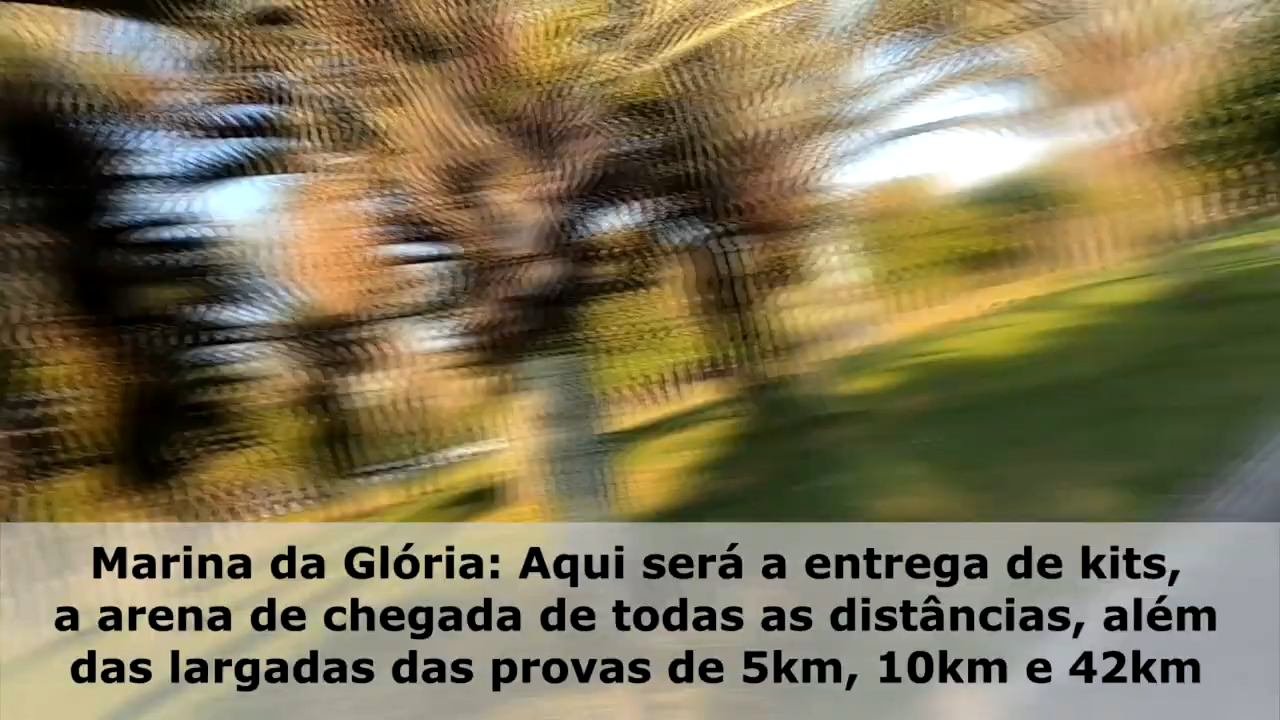 Marina da Glória: Aqui será a entrega de kits,
a arena de chegada de todas as distâncias, além
das largadas das provas de 5km, 10km e 42km